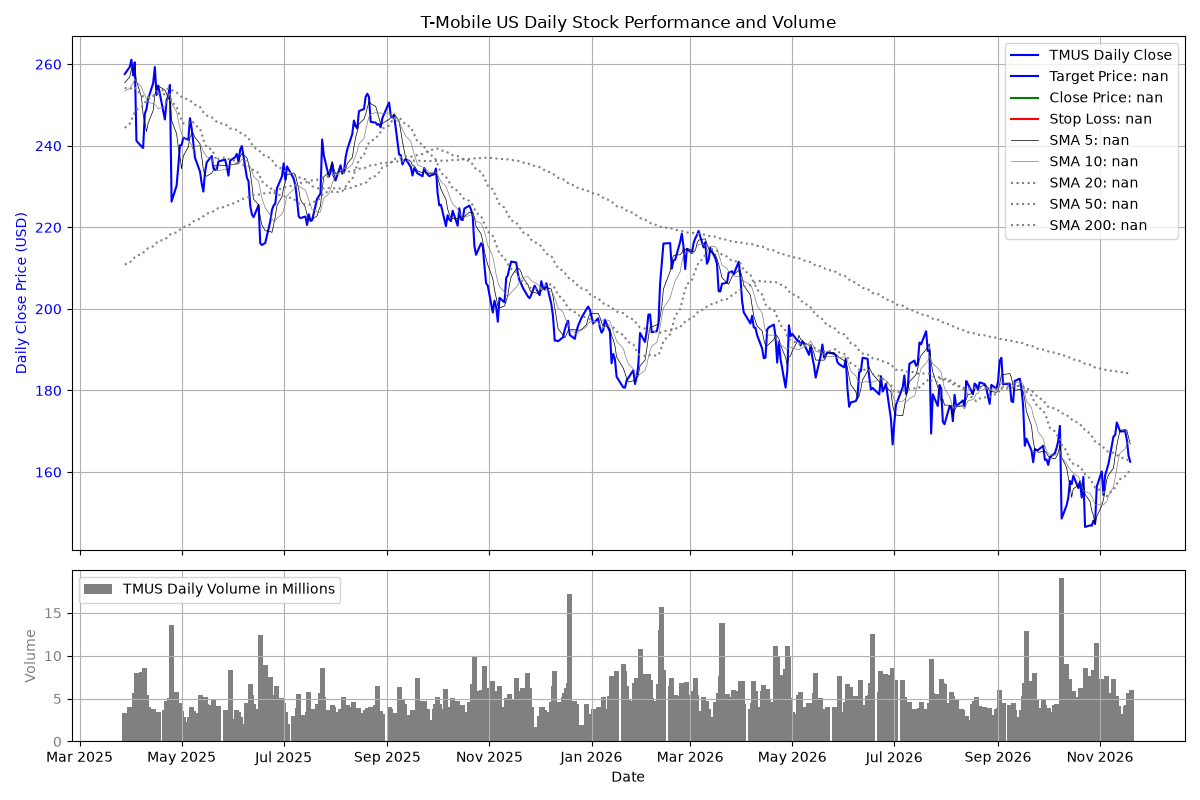 T-Mobile US Daily Stock Performance and Volume
Daily Close Price (USD)
260
240
220
200
180
160
TMUS Daily Close
Target Price: nan
Close Price: nan
Stop Loss: nan
SMA 5: nan
SMA 10: nan
SMA 20: nan
SMA 50: nan
SMA 200: nan
TMUS Daily Volume in Millions
Volume
15
10
5
0
Mar 2025 May 2025 Jul 2025 Sep 2025 Nov 2025 Jan 2026 Mar 2026 May 2026 Jul 2026 Sep 2026 Nov 2026
Date